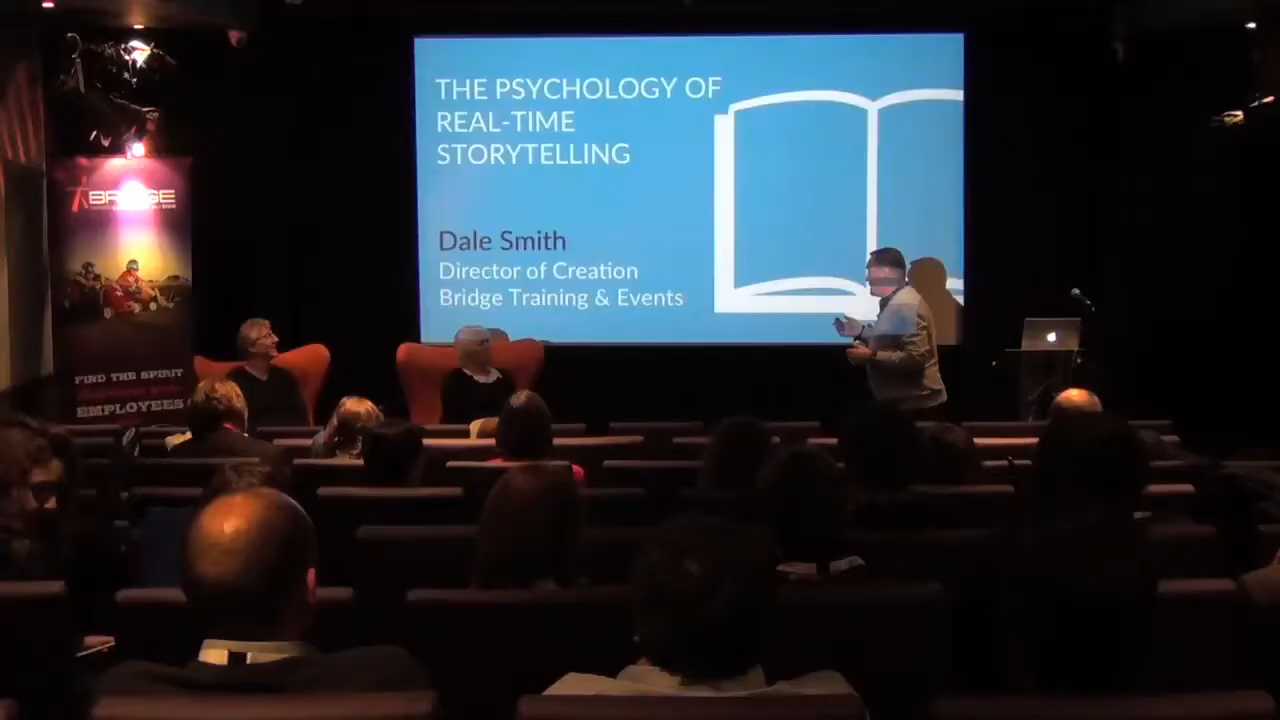 THE PSYCHOLOGY OF
REAL-TIME
STORYTELLING
Dale Smith
Director of Creation
Bridge Training & Events
BRIDGE
FIND THE SPIRIT
EMPLOYEES